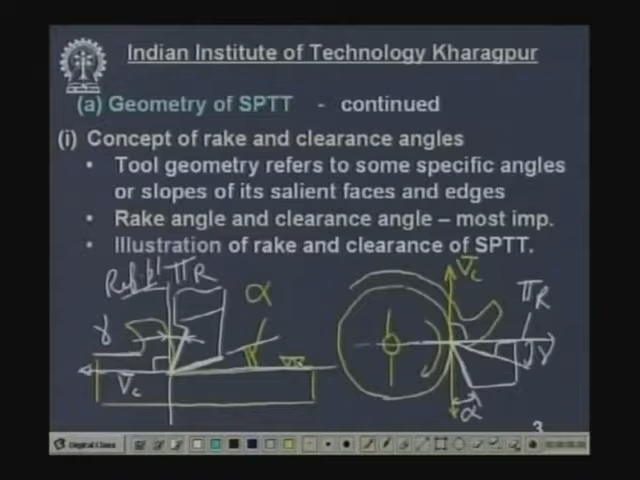 Indian Institute of Technology Kharagpur
(a) Geometry of SPTT - continued
(i) Concept of rake and clearance angles
• Tool geometry refers to some specific angles
or slopes of its salient faces and edges
• Rake angle and clearance angle – most imp.
• Illustration of rake and clearance of SPTT.
Ref. pl πR
α
Vc
πR
γ
Vc
γ
α
3